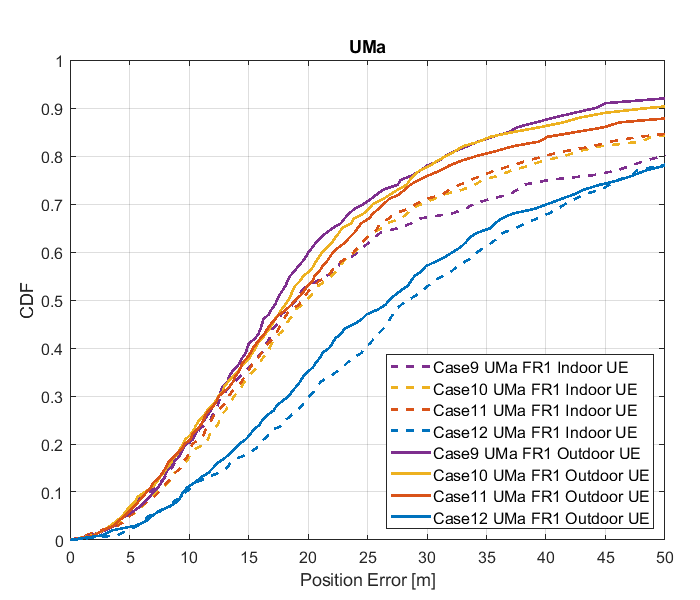 UMa
1
0.9
0.8
0.7
0.6
0.5
0.4
0.3
0.2
0.1
0
CDF
Case9 UMa FR1 Indoor UE
Case10 UMa FR1 Indoor UE
Case11 UMa FR1 Indoor UE
Case12 UMa FR1 Indoor UE
Case9 UMa FR1 Outdoor UE
Case10 UMa FR1 Outdoor UE
Case11 UMa FR1 Outdoor UE
Case12 UMa FR1 Outdoor UE
0 5 10 15 20 25 30 35 40 45 50
Position Error [m]